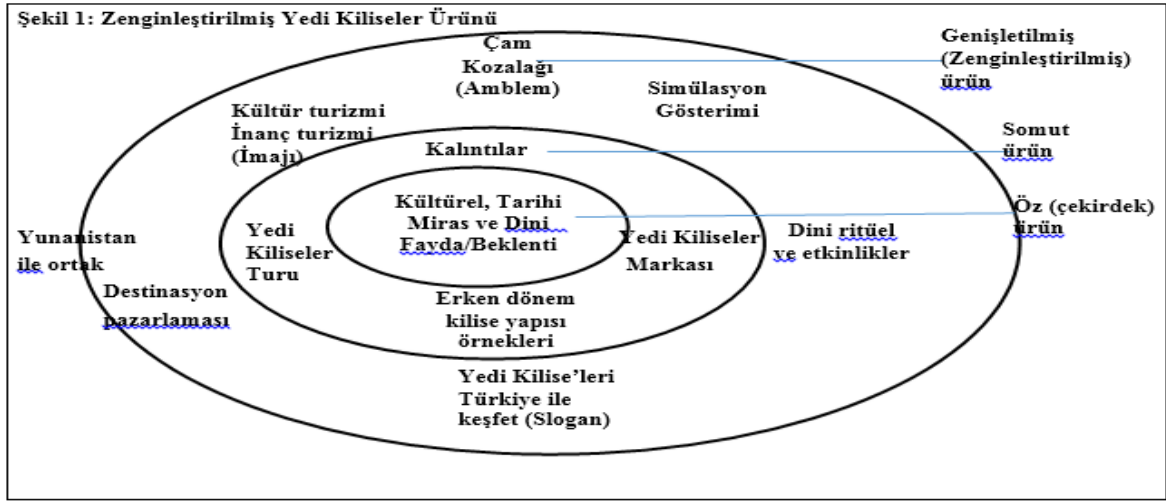 Şekil 1: Zenginleştirilmiş Yedi Kiliseler Ürünü
Çam
Kozalağı
(Amblem)
Genişletilmiş
(Zenginleştirilmiş)
ürün
Simülasyon
Gösterimi
Kültür turizmi
İnanç turizmi
(İmajı)
Somut
ürün
Kalıntılar
Kültürel, Tarihi
Miras ve Dini
Fayda/Beklenti
Öz (çekirdek)
ürün
Yunanistan
ile ortak
Destinasyon
pazarlaması
Yedi
Kiliseler
Turu
Yedi Kiliseler
Markası
Dini ritüel
ve etkinlikler
Erken dönem
kilise yapısı
örnekleri
Yedi Kilise’leri
Türkiye ile
keşfet (Slogan)